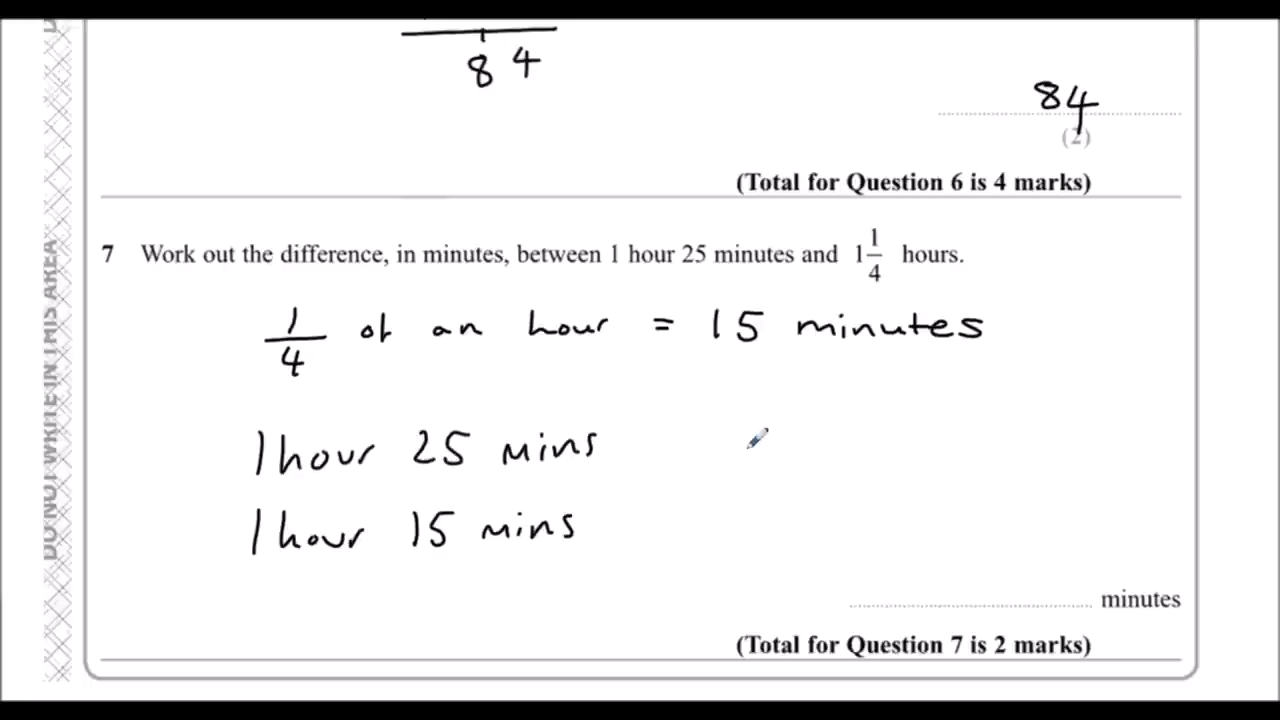 8 4
84
(2)
(Total for Question 6 is 4 marks)
7 Work out the difference, in minutes, between 1 hour 25 minutes and 1 1/4 hours.
1/4 of an hour = 15 minutes
1 hour 25 mins
1 hour 15 mins
minutes
(Total for Question 7 is 2 marks)
DO NOT WRITE IN THIS AREA
D